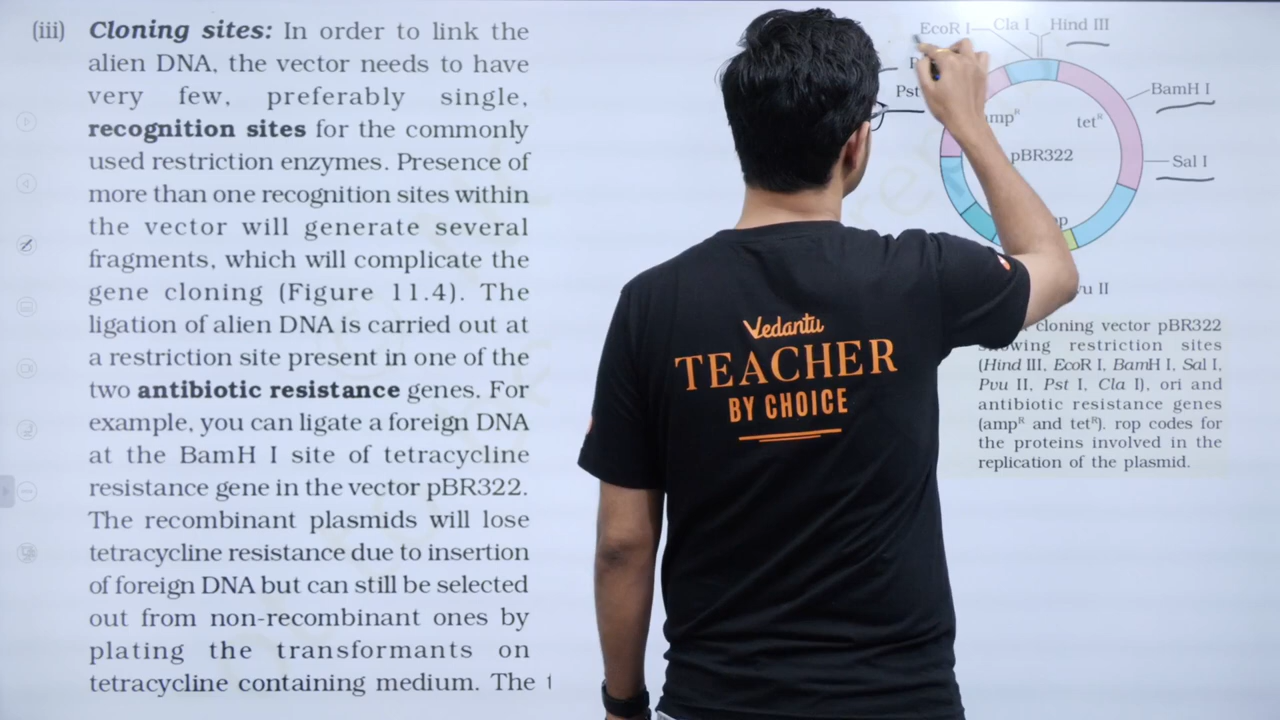 (iii) Cloning sites: In order to link the
alien DNA, the vector needs to have
very few, preferably single,
recognition sites for the commonly
used restriction enzymes. Presence of
more than one recognition sites within
the vector will generate several
fragments, which will complicate the
gene cloning (Figure 11.4). The
ligation of alien DNA is carried out at
a restriction site present in one of the
two antibiotic resistance genes. For
example, you can ligate a foreign DNA
at the BamH I site of tetracycline
resistance gene in the vector pBR322.
The recombinant plasmids will lose
tetracycline resistance due to insertion
of foreign DNA but can still be selected
out from non-recombinant ones by
plating the transformants on
tetracycline containing medium. The
Vedantu
TEACHER
BY CHOICE
EcoR I Cla I Hind III
Pst
BamH I
tetᴿ
pBR322
Sal I
cloning vector pBR322
restriction sites
(Hind III, EcoR I, BamH I, Sal I,
Pvu II, Pst I, Cla I), ori and
antibiotic resistance genes
(ampᴿ and tetᴿ). rop codes for
the proteins involved in the
replication of the plasmid.